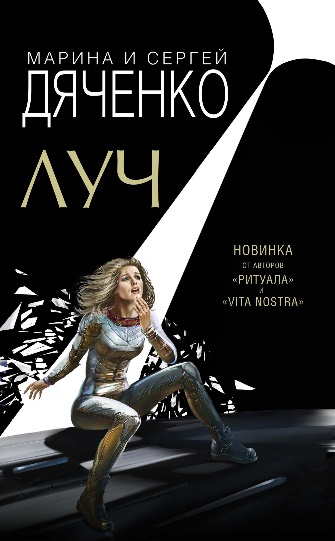 МАРИНА И СЕРГЕЙ
ДЯЧЕНКО
ЛУЧ
НОВИНКА
ОТ АВТОРОВ
«РИТУАЛА»
И
«VITA NOSTRA»